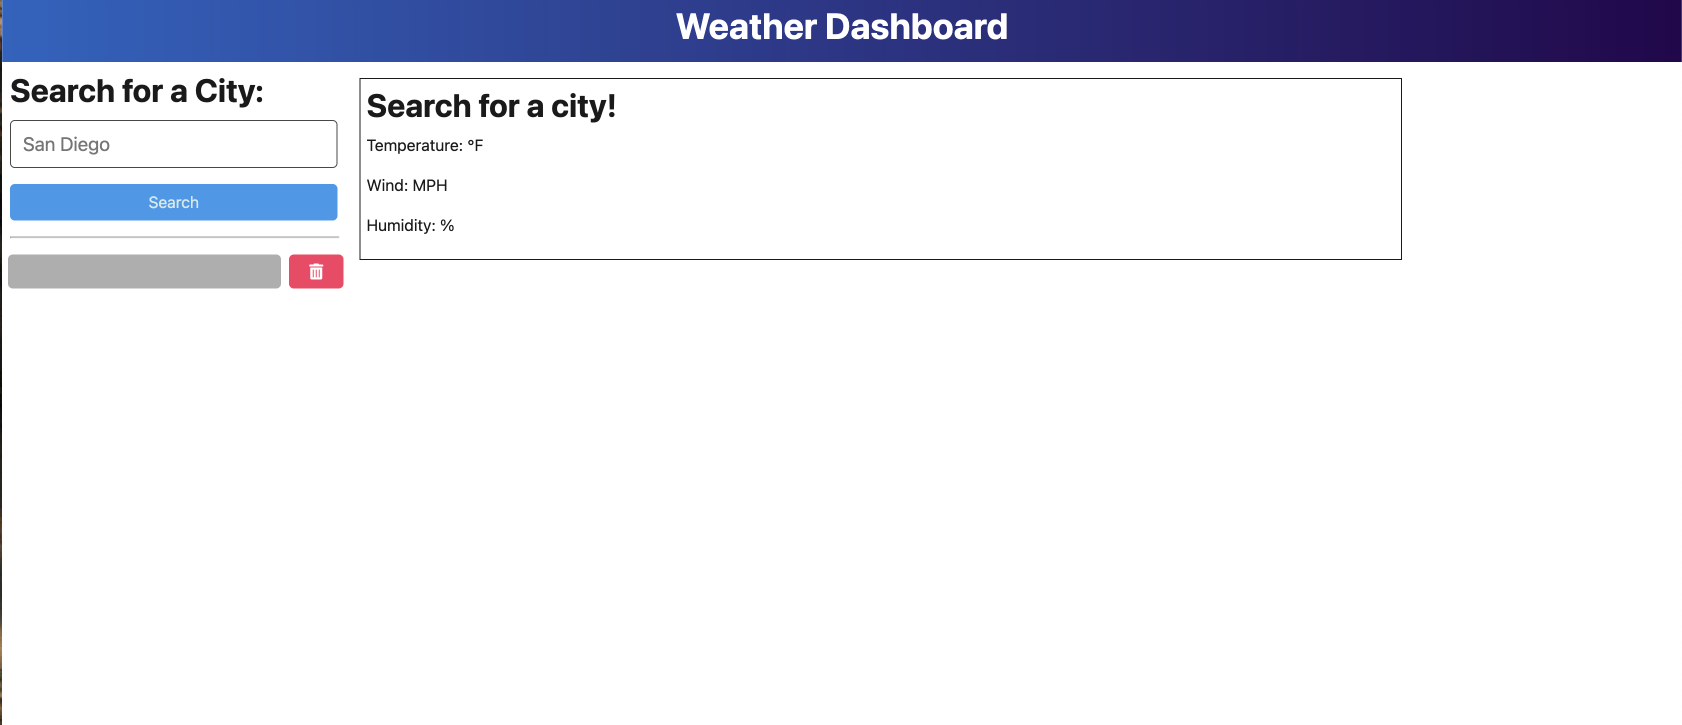 Weather Dashboard
Search for a City:
San Diego
Search
Search for a city!
Temperature: °F
Wind: MPH
Humidity: %